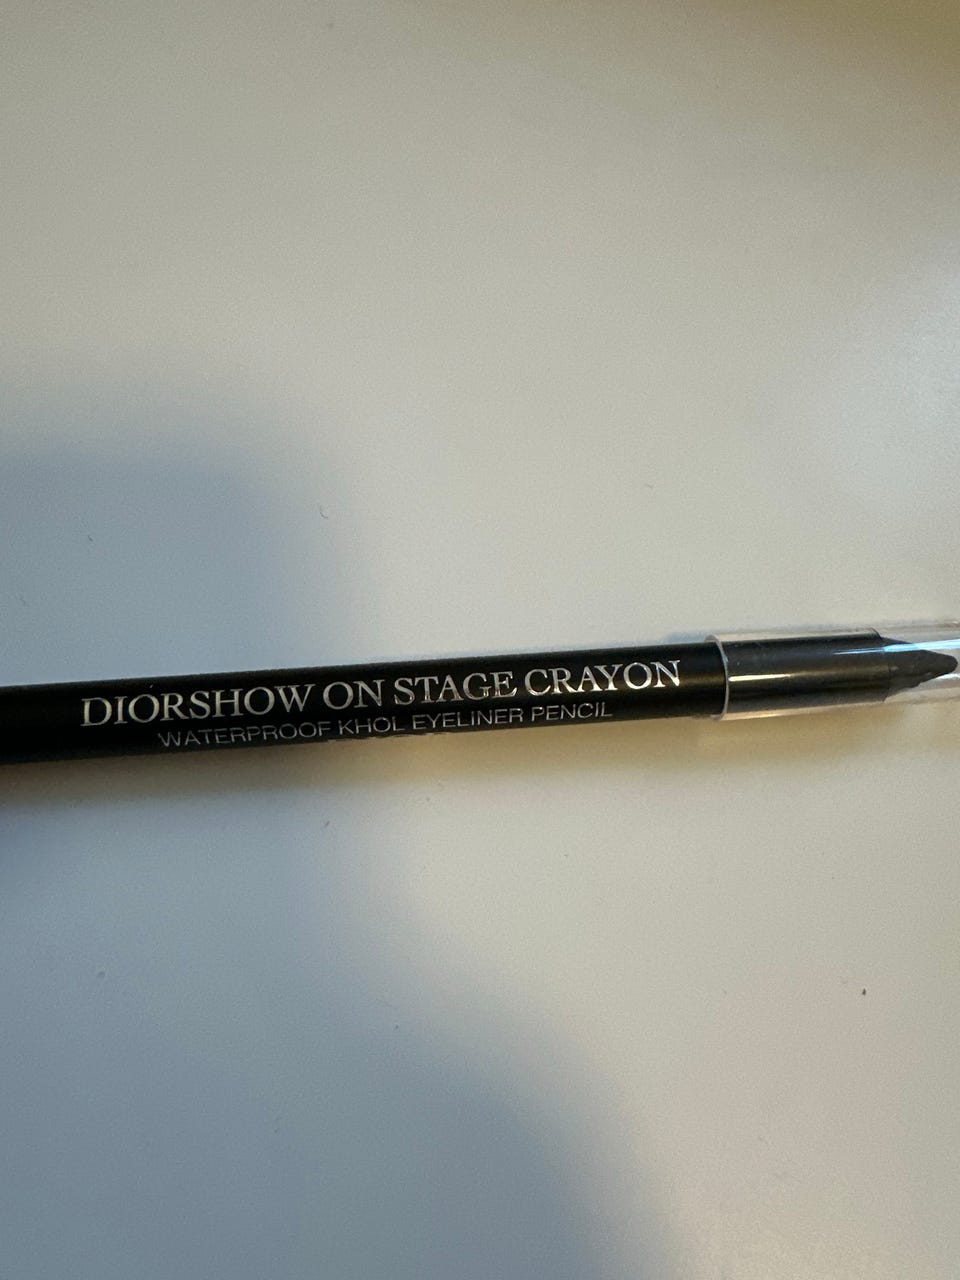 DIORSHOW ON STAGE CRAYON
WATERPROOF KHOL EYELINER PENCIL